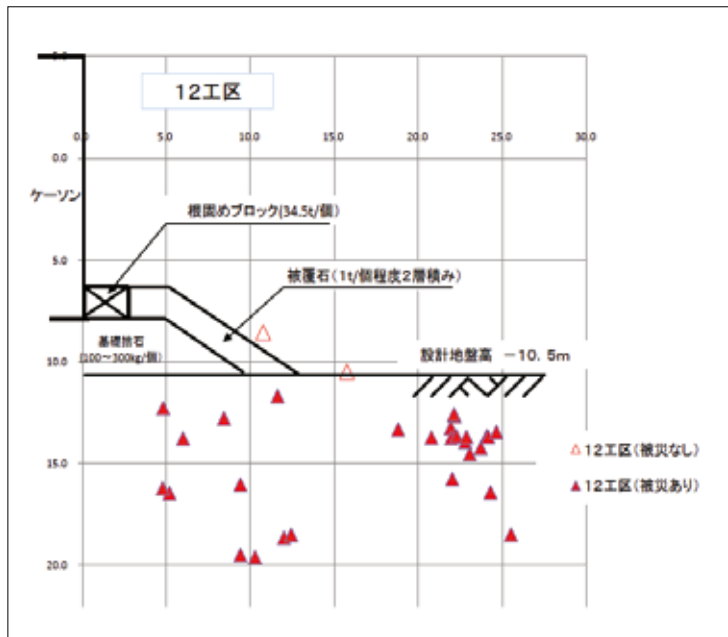 12工区
0.0 5.0 10.0 15.0 20.0 25.0 30.0
0.0
ケーソン
根固めブロック(34.5t/個)
5.0
被覆石(1t/個程度2層積み)
基礎捨石
(100～300kg/個)
設計地盤高 −10.5m
10.0
15.0
12工区(被災なし)
12工区(被災あり)
20.0